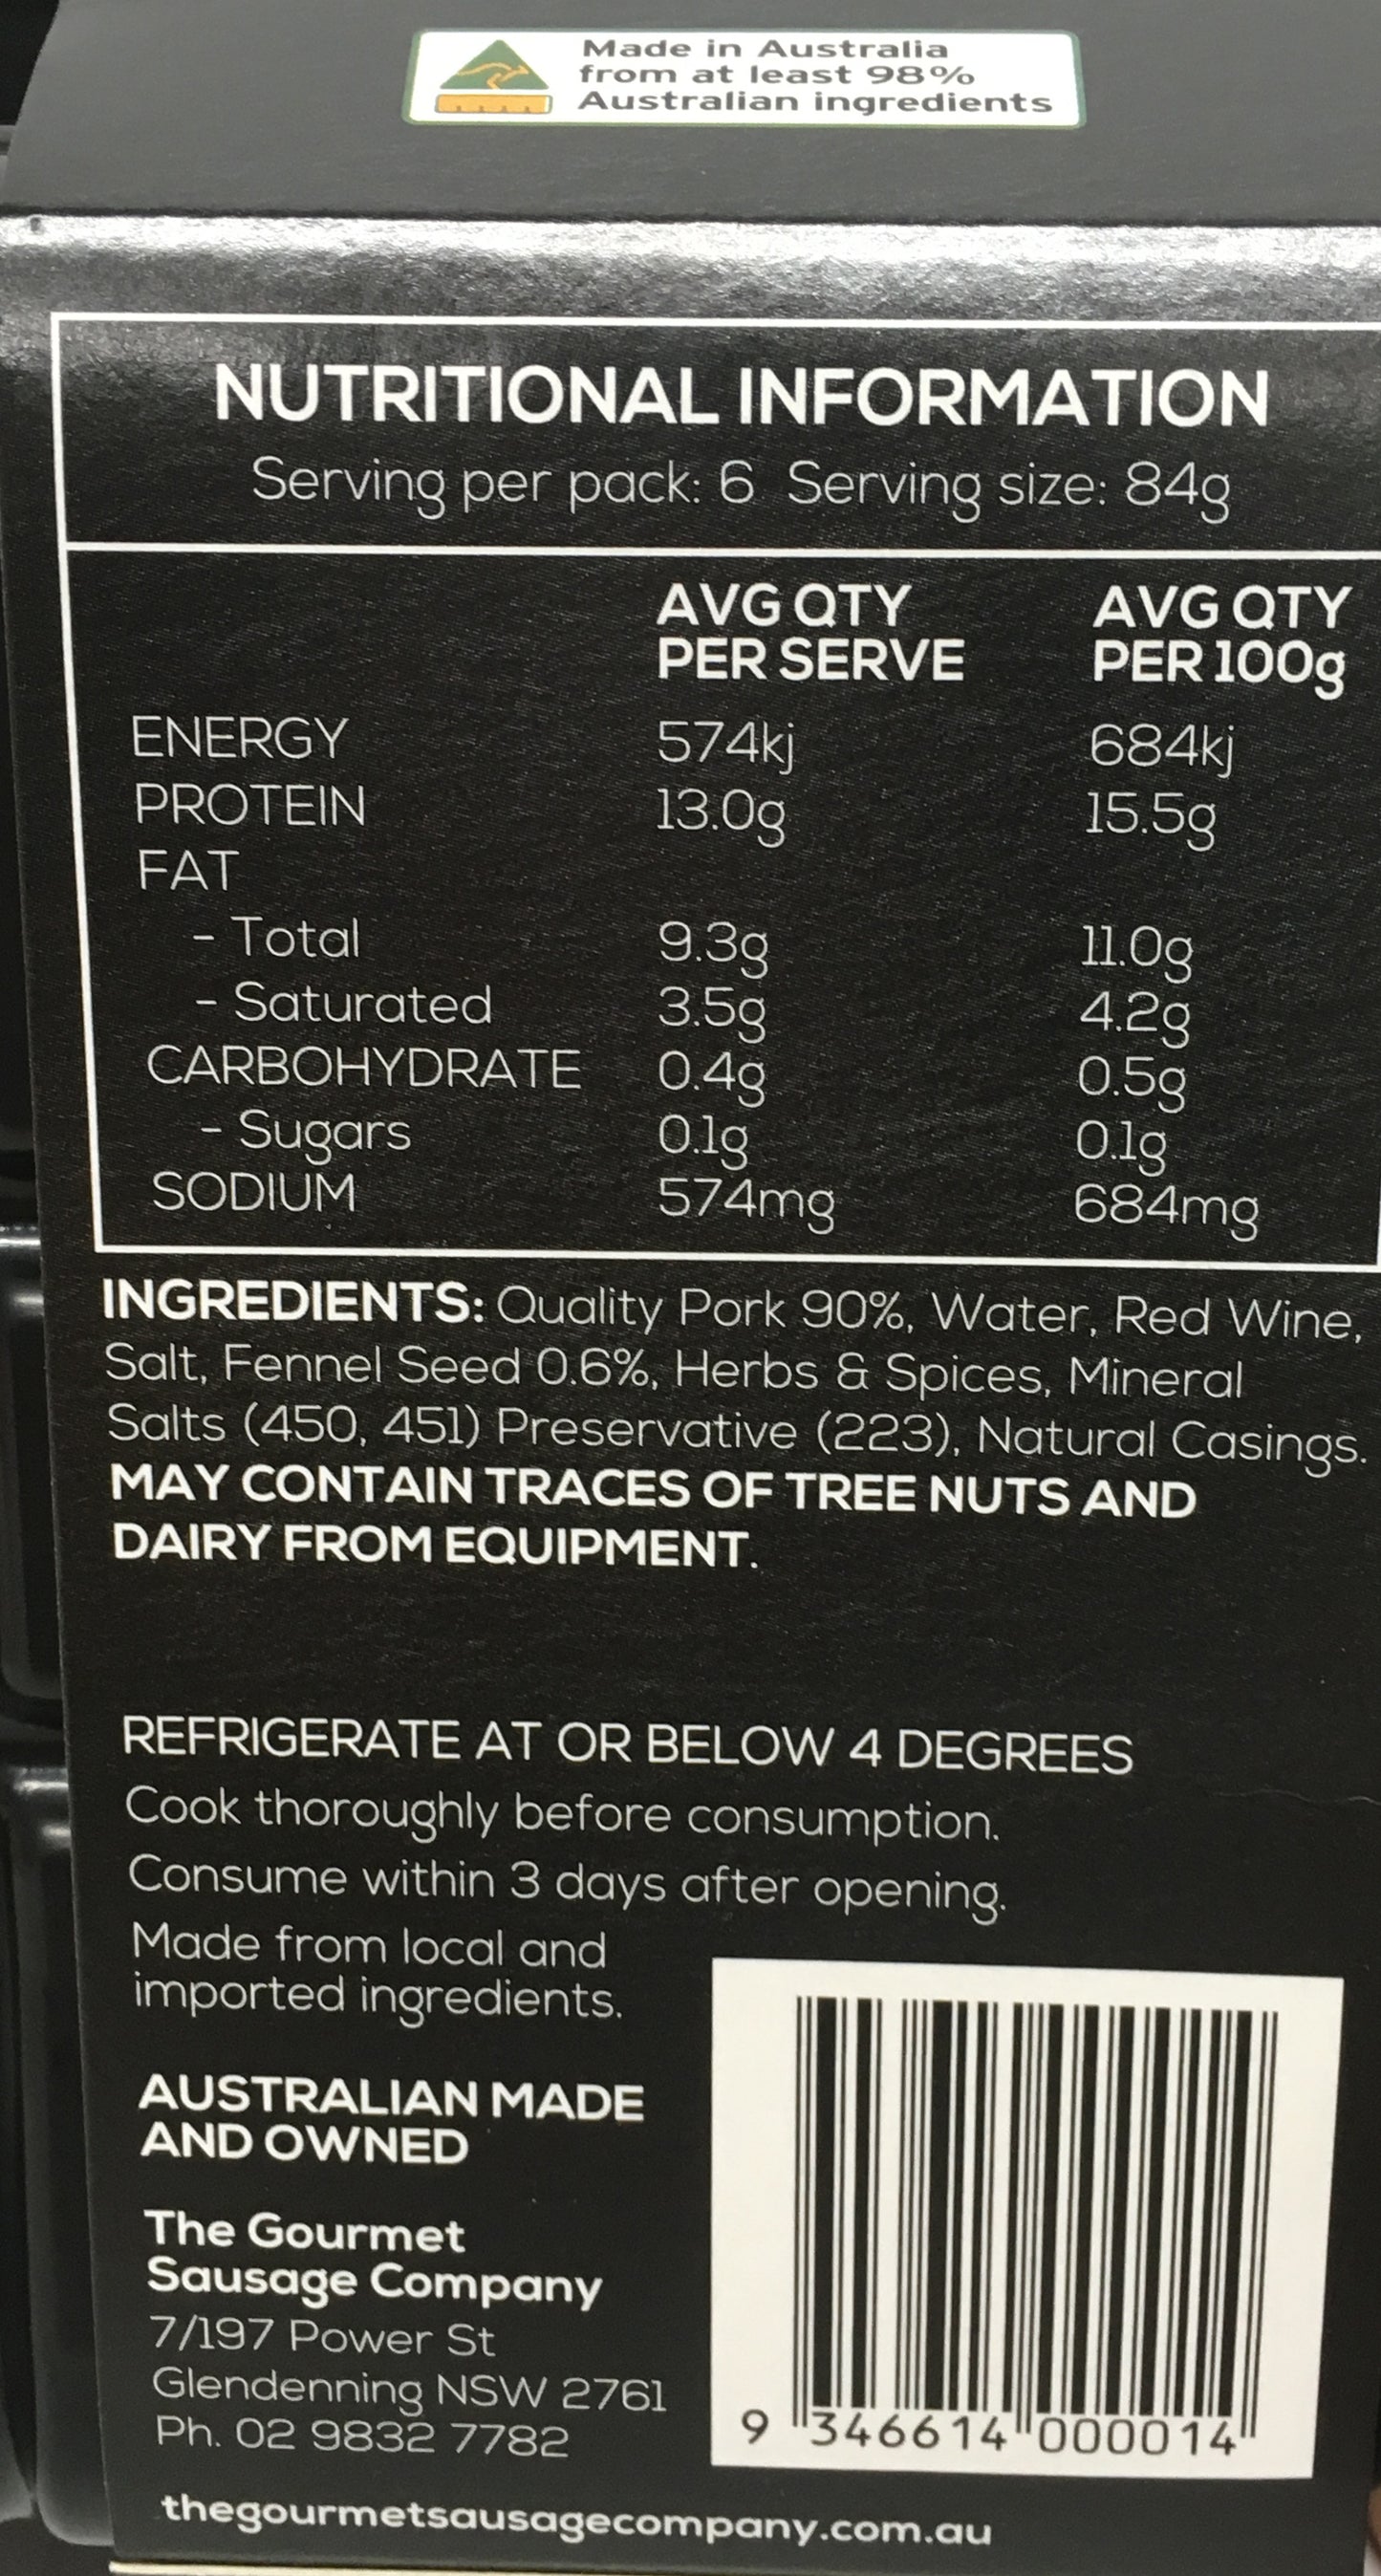 Made in Australia
from at least 98%
Australian ingredients
NUTRITIONAL INFORMATION
Serving per pack: 6 Serving size: 84g
AVG QTY PER SERVE AVG QTY PER 100g
ENERGY 574kj 684kj
PROTEIN 13.0g 15.5g
FAT
- Total 9.3g 11.0g
- Saturated 3.5g 4.2g
CARBOHYDRATE 0.4g 0.5g
- Sugars 0.1g 0.1g
SODIUM 574mg 684mg
INGREDIENTS: Quality Pork 90%, Water, Red Wine,
Salt, Fennel Seed 0.6%, Herbs & Spices, Mineral
Salts (450, 451) Preservative (223), Natural Casings.
MAY CONTAIN TRACES OF TREE NUTS AND
DAIRY FROM EQUIPMENT.
REFRIGERATE AT OR BELOW 4 DEGREES
Cook thoroughly before consumption.
Consume within 3 days after opening.
Made from local and
imported ingredients.
AUSTRALIAN MADE
AND OWNED
The Gourmet
Sausage Company
7/197 Power St
Glendenning NSW 2761
Ph. 02 9832 7782
9 346614 000014
thegourmetsausagecompany.com.au